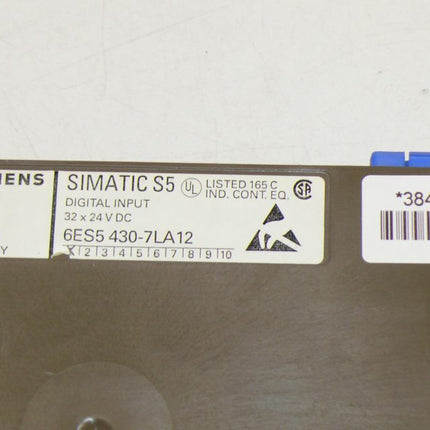 SIMATIC S5 UL LISTED 165 C
IND. CONT. EQ.
DIGITAL INPUT
32 x 24 V DC
6ES5 430-7LA12
2|3|4|5|6|7|8|9|10
*384